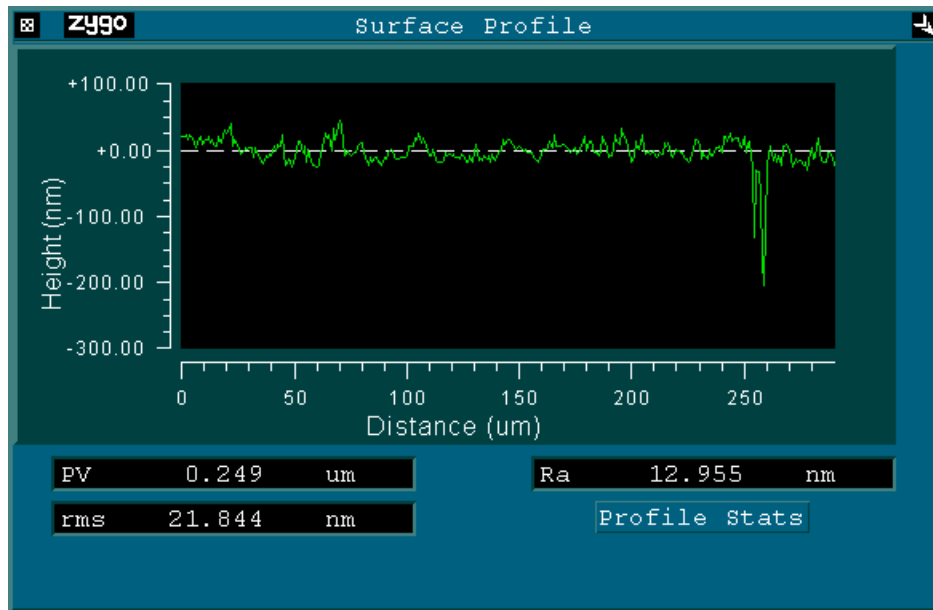 zygo Surface Profile
+100.00
+0.00
-100.00
-200.00
-300.00
Height (nm)
0 50 100 150 200 250
Distance (um)
PV 0.249 um Ra 12.955 nm
rms 21.844 nm Profile Stats